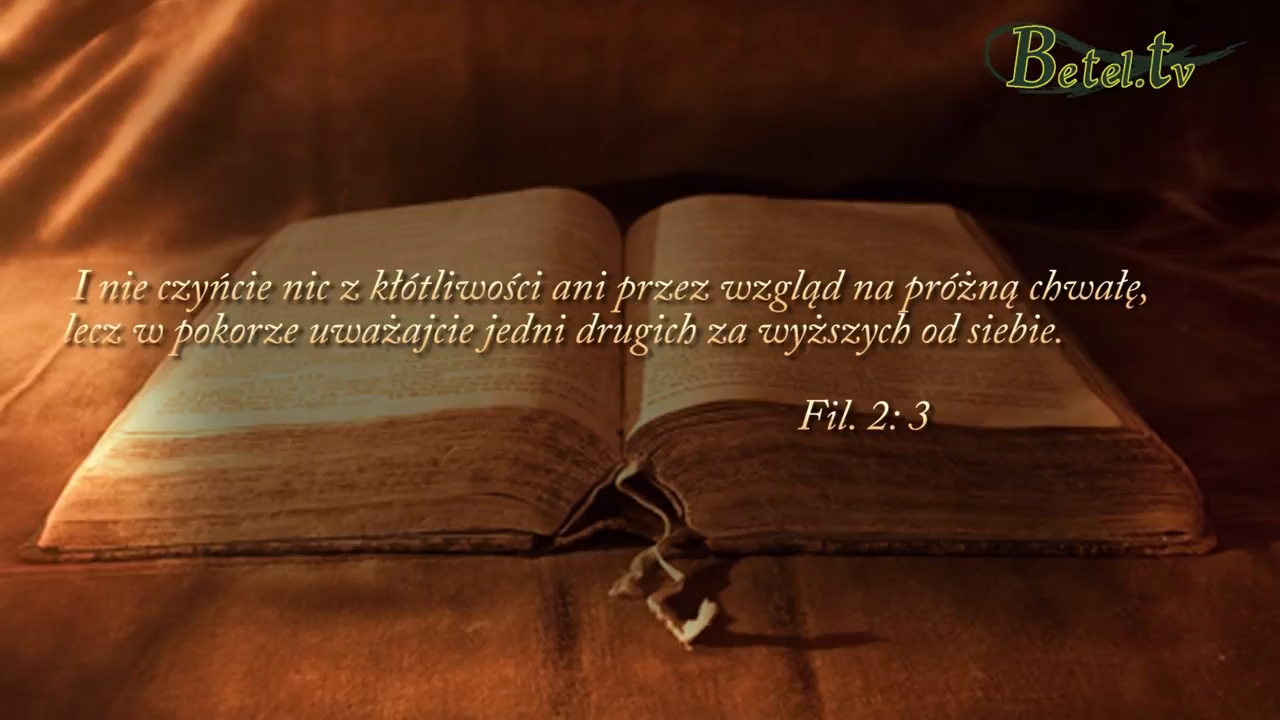 Betel.tv
I nie czyńcie nic z kłótliwości ani przez wzgląd na próżną chwałę,
lecz w pokorze uważajcie jedni drugich za wyższych od siebie.
Fil. 2: 3